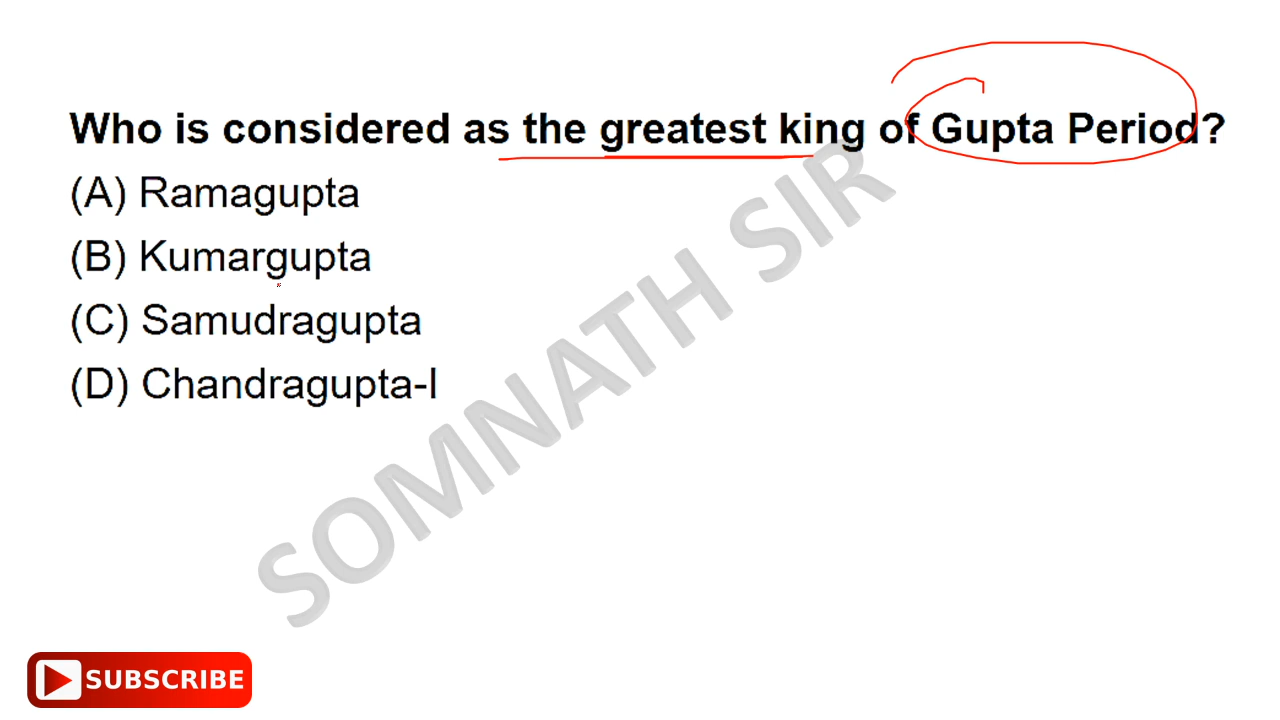 Who is considered as the greatest king of Gupta Period?
(A) Ramagupta
(B) Kumargupta
(C) Samudragupta
(D) Chandragupta-I
SOMNATH SIR
SUBSCRIBE